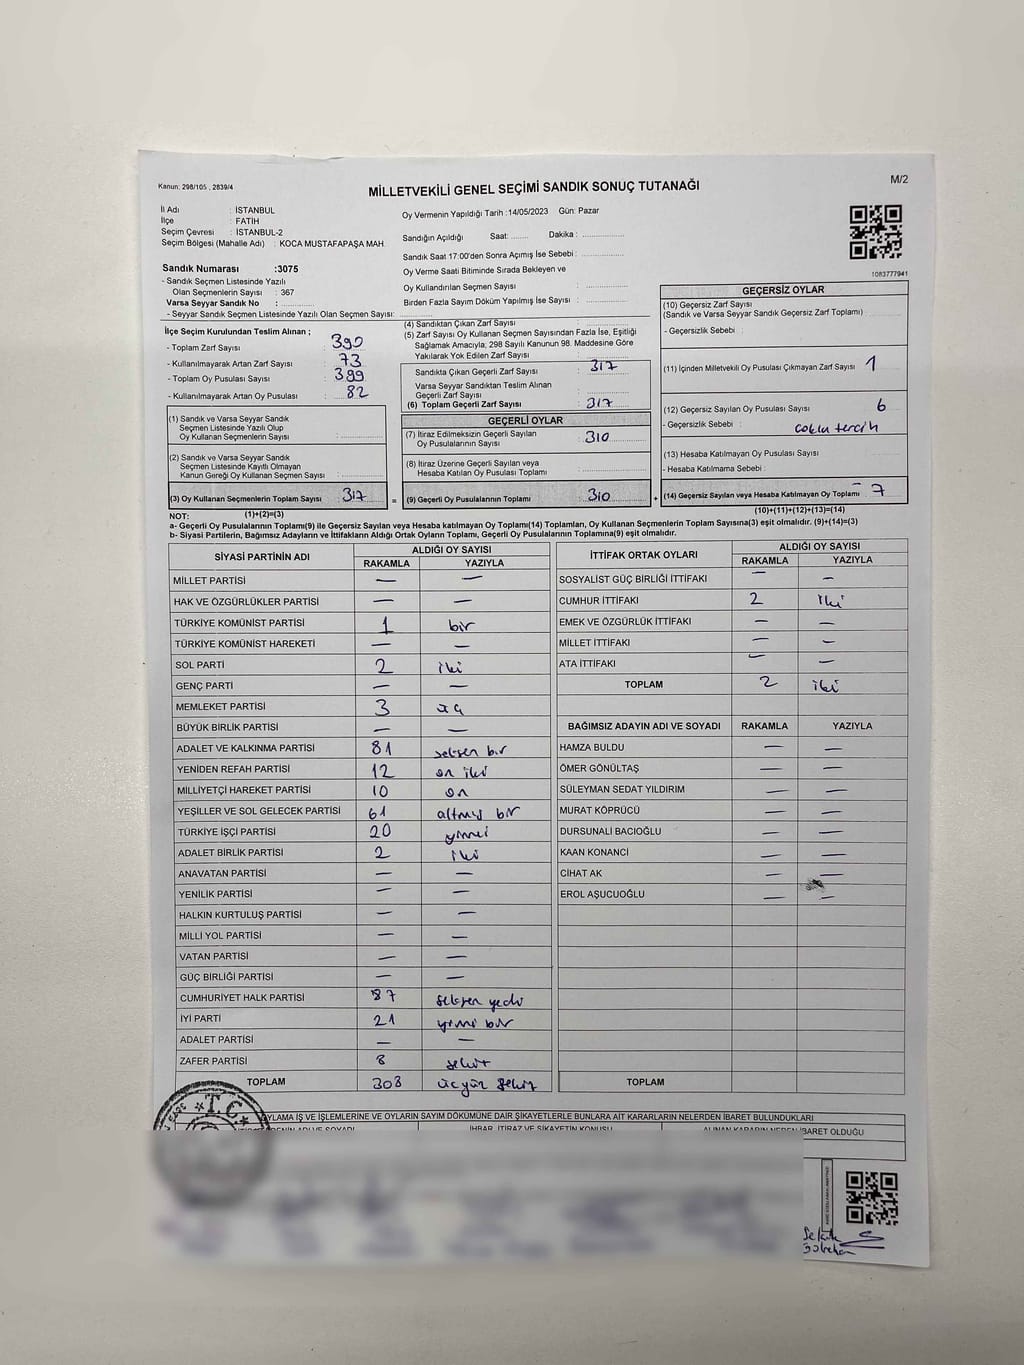 Kanun: 298/105 , 2839/4
MİLLETVEKİLİ GENEL SEÇİMİ SANDIK SONUÇ TUTANAĞI
M/2
İl Adı : İSTANBUL
İlçe : FATİH
Seçim Çevresi : İSTANBUL-2
Seçim Bölgesi (Mahalle Adı) : KOCA MUSTAFAPAŞA MAH.
Sandık Numarası :3075
- Sandık Seçmen Listesinde Yazılı
Olan Seçmenlerin Sayısı : 367
Varsa Seyyar Sandık No :
- Seyyar Sandık Seçmen Listesinde Yazılı Olan Seçmen Sayısı:
Oy Vermenin Yapıldığı Tarih :14/05/2023 Gün: Pazar
Sandığın Açıldığı Saat: ........ Dakika : ....................
Sandık Saat 17:00'den Sonra Açımış İse Sebebi : ....................
Oy Verme Saati Bitiminde Sırada Bekleyen ve
Oy Kullandırılan Seçmen Sayısı :
Birden Fazla Sayım Döküm Yapılmış İse Sayısı :
1083777941
İlçe Seçim Kurulundan Teslim Alınan ;
- Toplam Zarf Sayısı : 390
- Kullanılmayarak Artan Zarf Sayısı : 73
- Toplam Oy Pusulası Sayısı : 399
- Kullanılmayarak Artan Oy Pusulası : 82
(4) Sandıktan Çıkan Zarf Sayısı
(5) Zarf Sayısı Oy Kullanan Seçmen Sayısından Fazla İse, Eşitliği
Sağlamak Amacıyla; 298 Sayılı Kanunun 98. Maddesine Göre
Yakılarak Yok Edilen Zarf Sayısı :
Sandıkta Çıkan Geçerli Zarf Sayısı : 317
Varsa Seyyar Sandıktan Teslim Alınan
Geçerli Zarf Sayısı :
(6) Toplam Geçerli Zarf Sayısı : 317
GEÇERSİZ OYLAR
(10) Geçersiz Zarf Sayısı
(Sandık ve Varsa Seyyar Sandık Geçersiz Zarf Toplamı)
- Geçersizlik Sebebi :
(11) İçinden Milletvekili Oy Pusulası Çıkmayan Zarf Sayısı 1
(12) Geçersiz Sayılan Oy Pusulası Sayısı 6
- Geçersizlik Sebebi : çoklu tercih
(13) Hesaba Katılmayan Oy Pusulası Sayısı
- Hesaba Katılmama Sebebi :
(14) Geçersiz Sayılan veya Hesaba Katılmayan Oy Toplamı 7
(10)+(11)+(12)+(13)=(14)
(1) Sandık ve Varsa Seyyar Sandık
Seçmen Listesinde Yazılı Olup
Oy Kullanan Seçmenlerin Sayısı :
(2) Sandık ve Varsa Seyyar Sandık
Seçmen Listesinde Kayıtlı Olmayan
Kanun Gereği Oy Kullanan Seçmen Sayısı :
(3) Oy Kullanan Seçmenlerin Toplam Sayısı 317 =
(1)+(2)=(3)
GEÇERLİ OYLAR
(7) İtiraz Edilmeksizin Geçerli Sayılan
Oy Pusulalarının Sayısı : 310
(8) İtiraz Üzerine Geçerli Sayılan veya
Hesaba Katılan Oy Pusulası Toplamı
(9) Geçerli Oy Pusulalarının Toplamı : 310 +
NOT:
a- Geçerli Oy Pusulalarının Toplamı(9) ile Geçersiz Sayılan veya Hesaba katılmayan Oy Toplamı(14) Toplamları, Oy Kullanan Seçmenlerin Toplam Sayısına(3) eşit olmalıdır. (9)+(14)=(3)
b- Siyasi Partilerin, Bağımsız Adayların ve İttifakların Aldığı Ortak Oyların Toplamı, Geçerli Oy Pusulalarının Toplamına(9) eşit olmalıdır.
SİYASİ PARTİNİN ADI ALDIĞI OY SAYISI
RAKAMLA YAZIYLA
MİLLET PARTİSİ — —
HAK VE ÖZGÜRLÜKLER PARTİSİ — —
TÜRKİYE KOMÜNİST PARTİSİ 1 bir
TÜRKİYE KOMÜNİST HAREKETİ — —
SOL PARTİ 2 iki
GENÇ PARTİ — —
MEMLEKET PARTİSİ 3 üç
BÜYÜK BİRLİK PARTİSİ — —
ADALET VE KALKINMA PARTİSİ 81 seksen bir
YENİDEN REFAH PARTİSİ 12 on iki
MİLLİYETÇİ HAREKET PARTİSİ 10 on
YEŞİLLER VE SOL GELECEK PARTİSİ 61 altmış bir
TÜRKİYE İŞÇİ PARTİSİ 20 yirmi
ADALET BİRLİK PARTİSİ 2 iki
ANAVATAN PARTİSİ — —
YENİLİK PARTİSİ — —
HALKIN KURTULUŞ PARTİSİ — —
MİLLİ YOL PARTİSİ — —
VATAN PARTİSİ — —
GÜÇ BİRLİĞİ PARTİSİ — —
CUMHURİYET HALK PARTİSİ 87 seksen yedi
İYİ PARTİ 21 yirmi bir
ADALET PARTİSİ — —
ZAFER PARTİSİ 8 sekiz
TOPLAM 308 üçyüz sekiz
İTTİFAK ORTAK OYLARI ALDIĞI OY SAYISI
RAKAMLA YAZIYLA
SOSYALİST GÜÇ BİRLİĞİ İTTİFAKI — —
CUMHUR İTTİFAKI 2 iki
EMEK VE ÖZGÜRLÜK İTTİFAKI — —
MİLLET İTTİFAKI — —
ATA İTTİFAKI — —
TOPLAM 2 iki
BAĞIMSIZ ADAYIN ADI VE SOYADI RAKAMLA YAZIYLA
HAMZA BULDU — —
ÖMER GÖNÜLTAŞ — —
SÜLEYMAN SEDAT YILDIRIM — —
MURAT KÖPRÜCÜ — —
DURSUNALİ BACIOĞLU — —
KAAN KONANCI — —
CİHAT AK — —
EROL AŞUCUOĞLU — —
TOPLAM
T.C.
OYLAMA İŞ VE İŞLEMLERİNE VE OYLARIN SAYIM DÖKÜMÜNE DAİR ŞİKAYETLERLE BUNLARA AİT KARARLARIN NELERDEN İBARET BULUNDUKLARI
İHBAR, İTİRAZ VE ŞİKAYETİN KONUSU ALINAN KARARIN NEDEN İBARET OLDUĞU